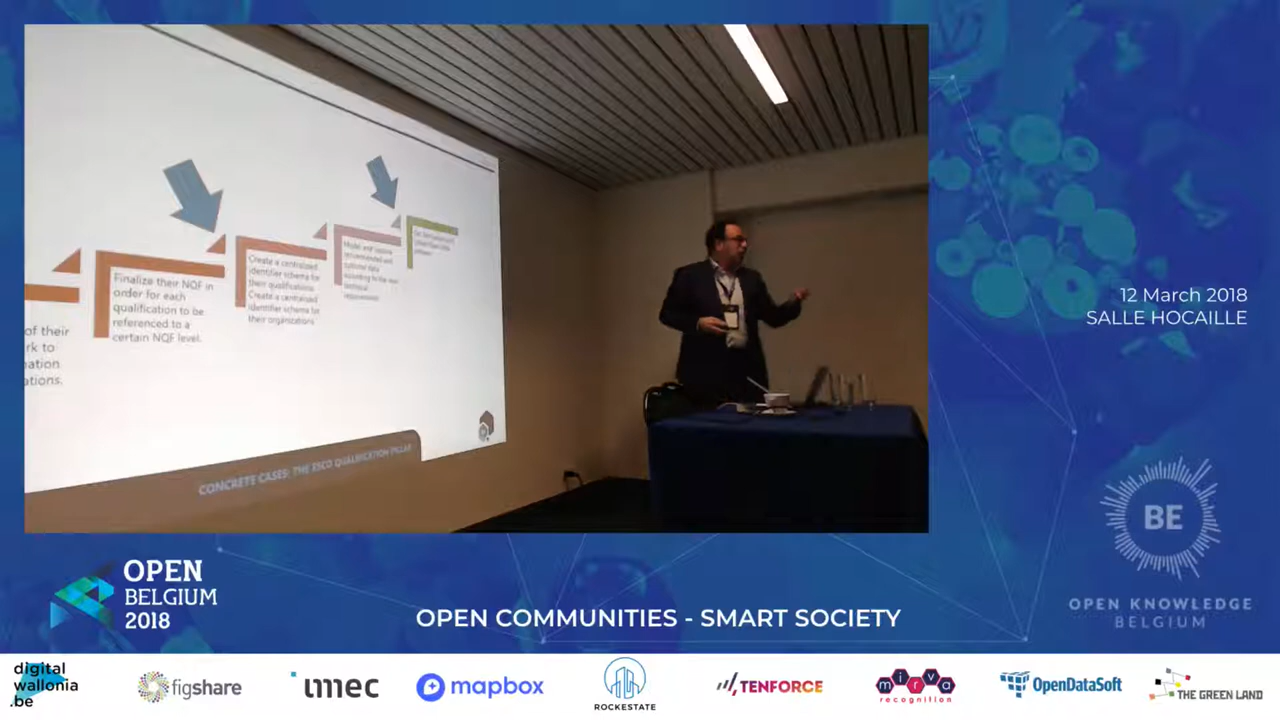 Finalize their NQF in
order for each
qualification to be
referenced to a
certain NQF level.
Create a centralised
identifier schema for
their qualifications
Create a centralised
identifier schema for
their organizations
of their
rk to
ation
ations.
CONCRETE CASES: THE ESCO QUALIFICATION PILLAR
12 March 2018
SALLE HOCAILLE
BE
OPEN KNOWLEDGE
BELGIUM
OPEN
BELGIUM
2018
OPEN COMMUNITIES - SMART SOCIETY
digital
wallonia
.be
figshare
imec
mapbox
ROCKESTATE
TENFORCE
mirva
recognition
OpenDataSoft
THE GREEN LAND